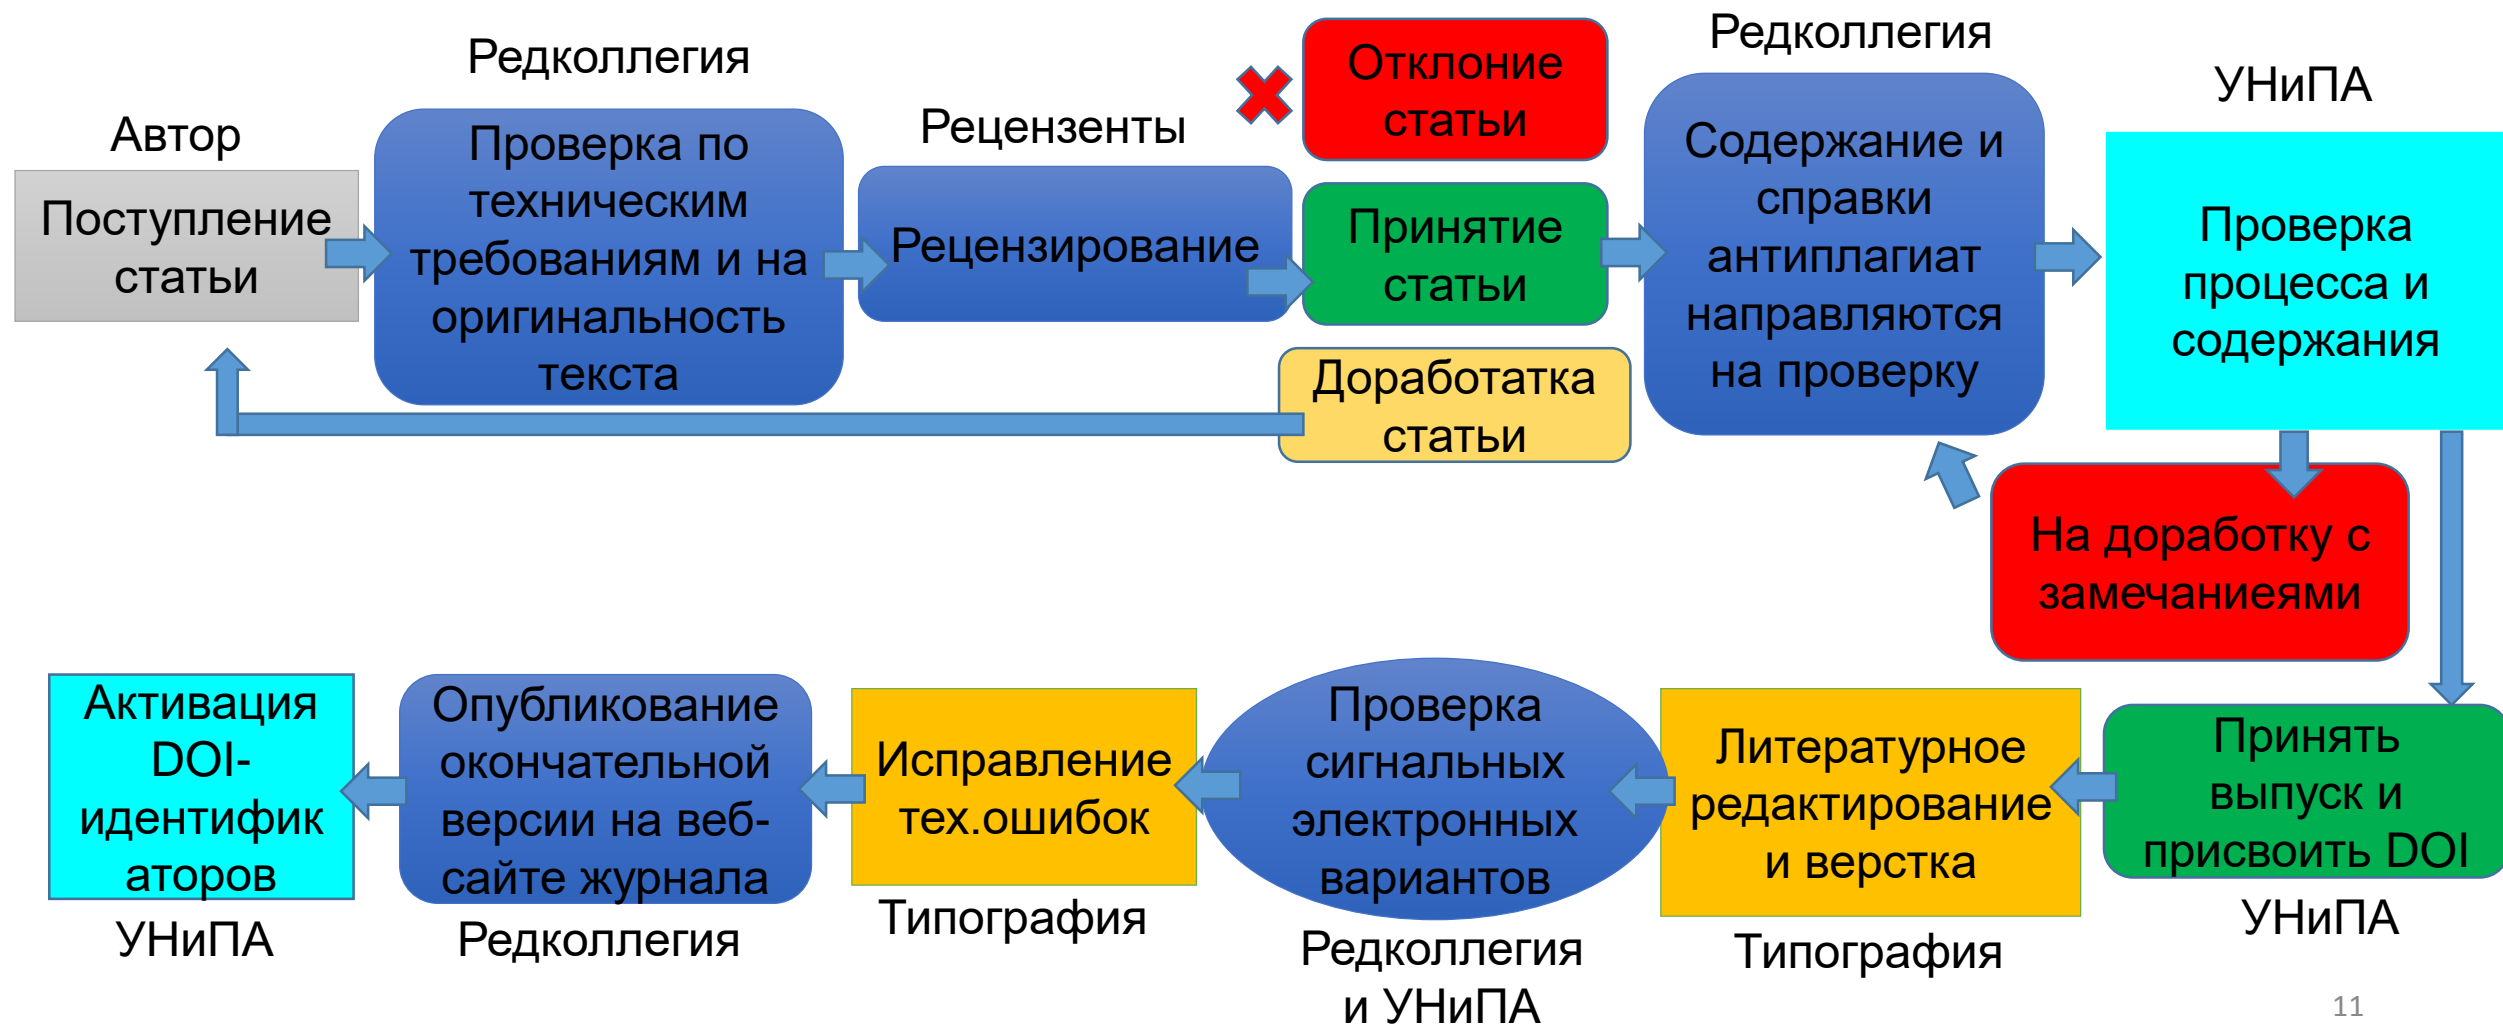 Автор
Поступление
статьи
Редколлегия
Проверка по
техническим
требованиям и на
оригинальность
текста
Рецензенты
Рецензирование
Отклоние
статьи
Принятие
статьи
Доработатка
статьи
Редколлегия
Содержание и
справки
антиплагиат
направляются
на проверку
УНиПА
Проверка
процесса и
содержания
На доработку с
замечаниеями
Принять
выпуск и
присвоить DOI
УНиПА
Литературное
редактирование
и верстка
Типография
Проверка
сигнальных
электронных
вариантов
Редколлегия
и УНиПА
Исправление
тех.ошибок
Типография
Опубликование
окончательной
версии на веб-
сайте журнала
Редколлегия
Активация
DOI-
идентифик
аторов
УНиПА
11